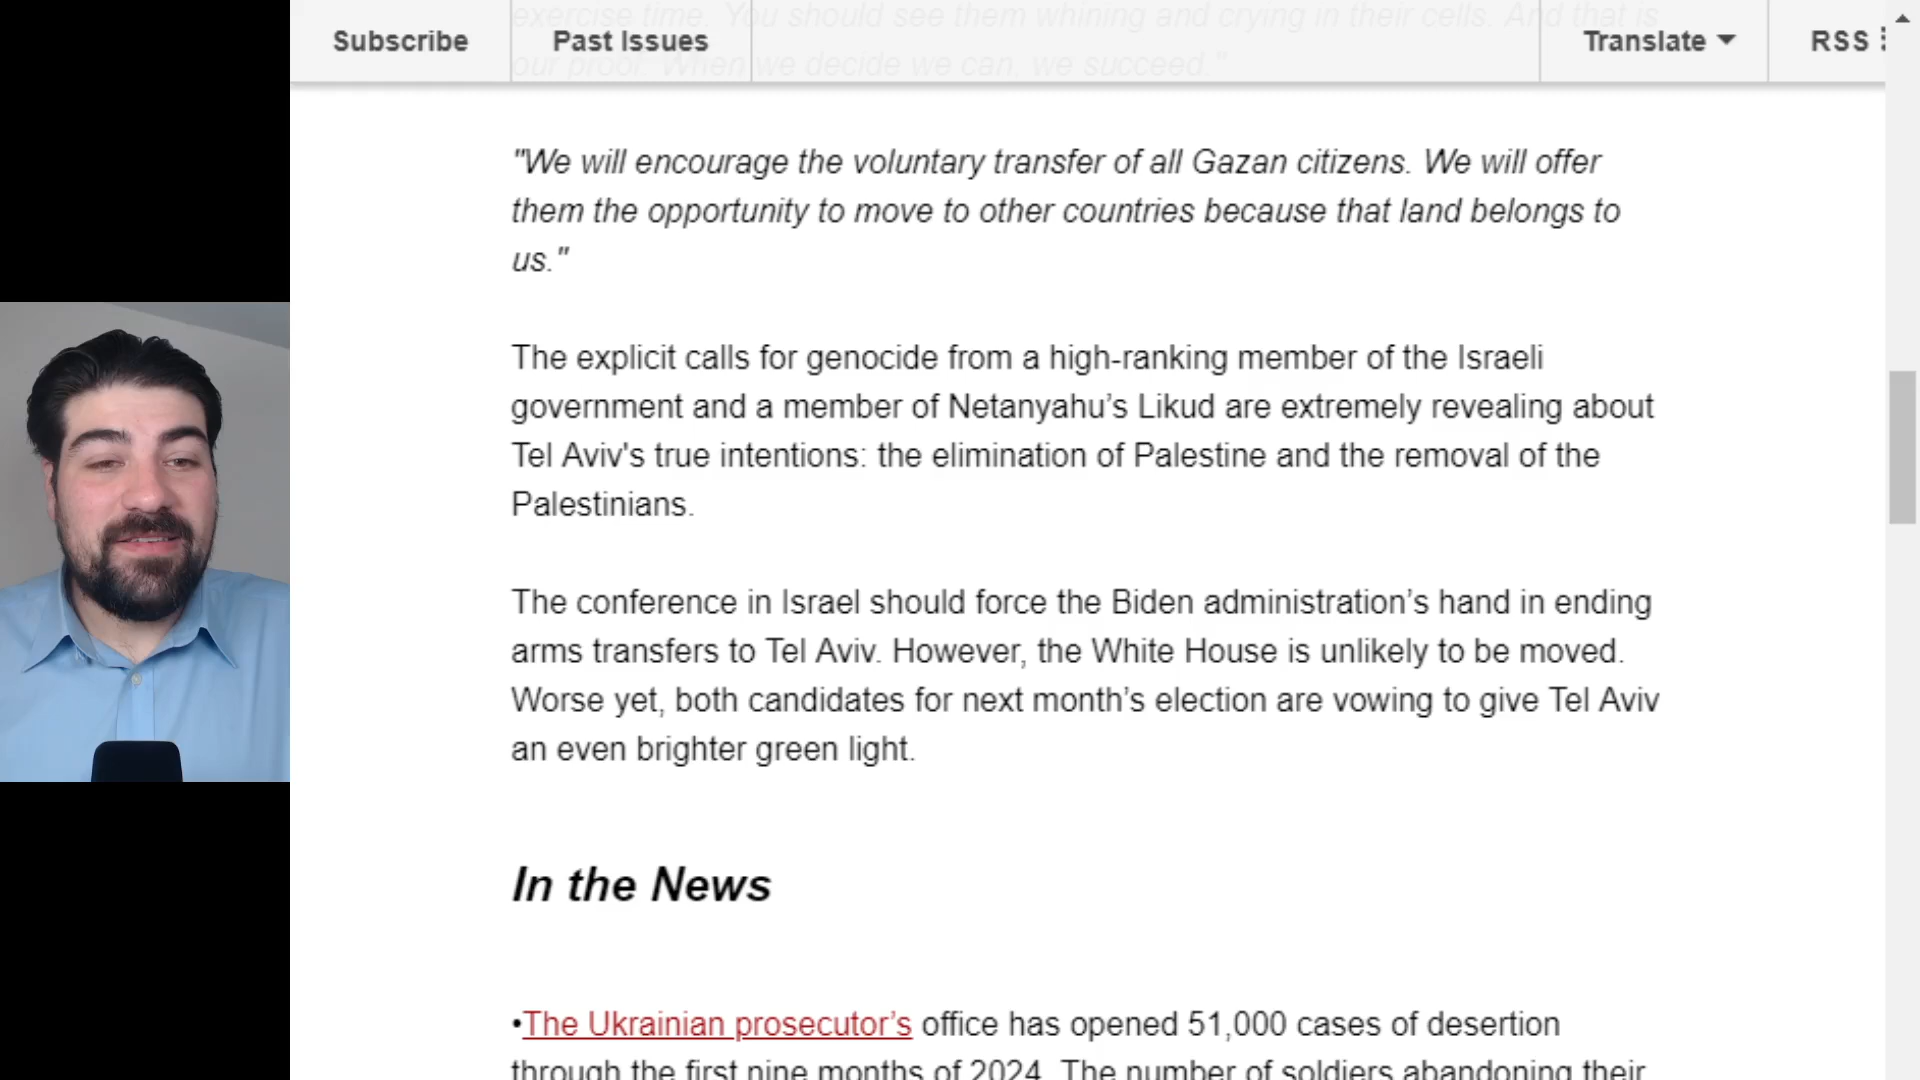 exercise time. You should see them whining and crying in their cells. And that is
Subscribe
Past Issues
Translate
RSS
our proof. When we decide we can, we succeed."
"We will encourage the voluntary transfer of all Gazan citizens. We will offer
them the opportunity to move to other countries because that land belongs to
us."
The explicit calls for genocide from a high-ranking member of the Israeli
government and a member of Netanyahu’s Likud are extremely revealing about
Tel Aviv's true intentions: the elimination of Palestine and the removal of the
Palestinians.
The conference in Israel should force the Biden administration’s hand in ending
arms transfers to Tel Aviv. However, the White House is unlikely to be moved.
Worse yet, both candidates for next month’s election are vowing to give Tel Aviv
an even brighter green light.
In the News
•The Ukrainian prosecutor’s office has opened 51,000 cases of desertion
through the first nine months of 2024. The number of soldiers abandoning their